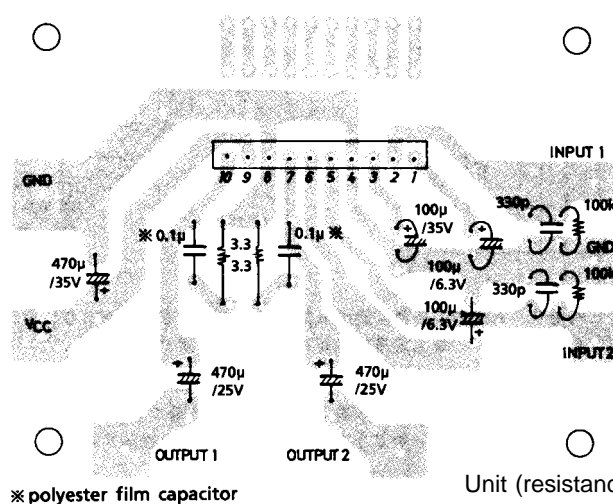 INPUT 1
10 9 8 7 6 5 4 3 2 1
GND
330p
100k
100μ
/35V
※ 0.1μ
3.3
3.3
0.1μ ※
GND
470μ
/35V
100μ
/6.3V
100k
330p
100μ
/6.3V
VCC
INPUT2
470μ
/25V
470μ
/25V
OUTPUT 1
OUTPUT 2
※ polyester film capacitor
Unit (resistanc